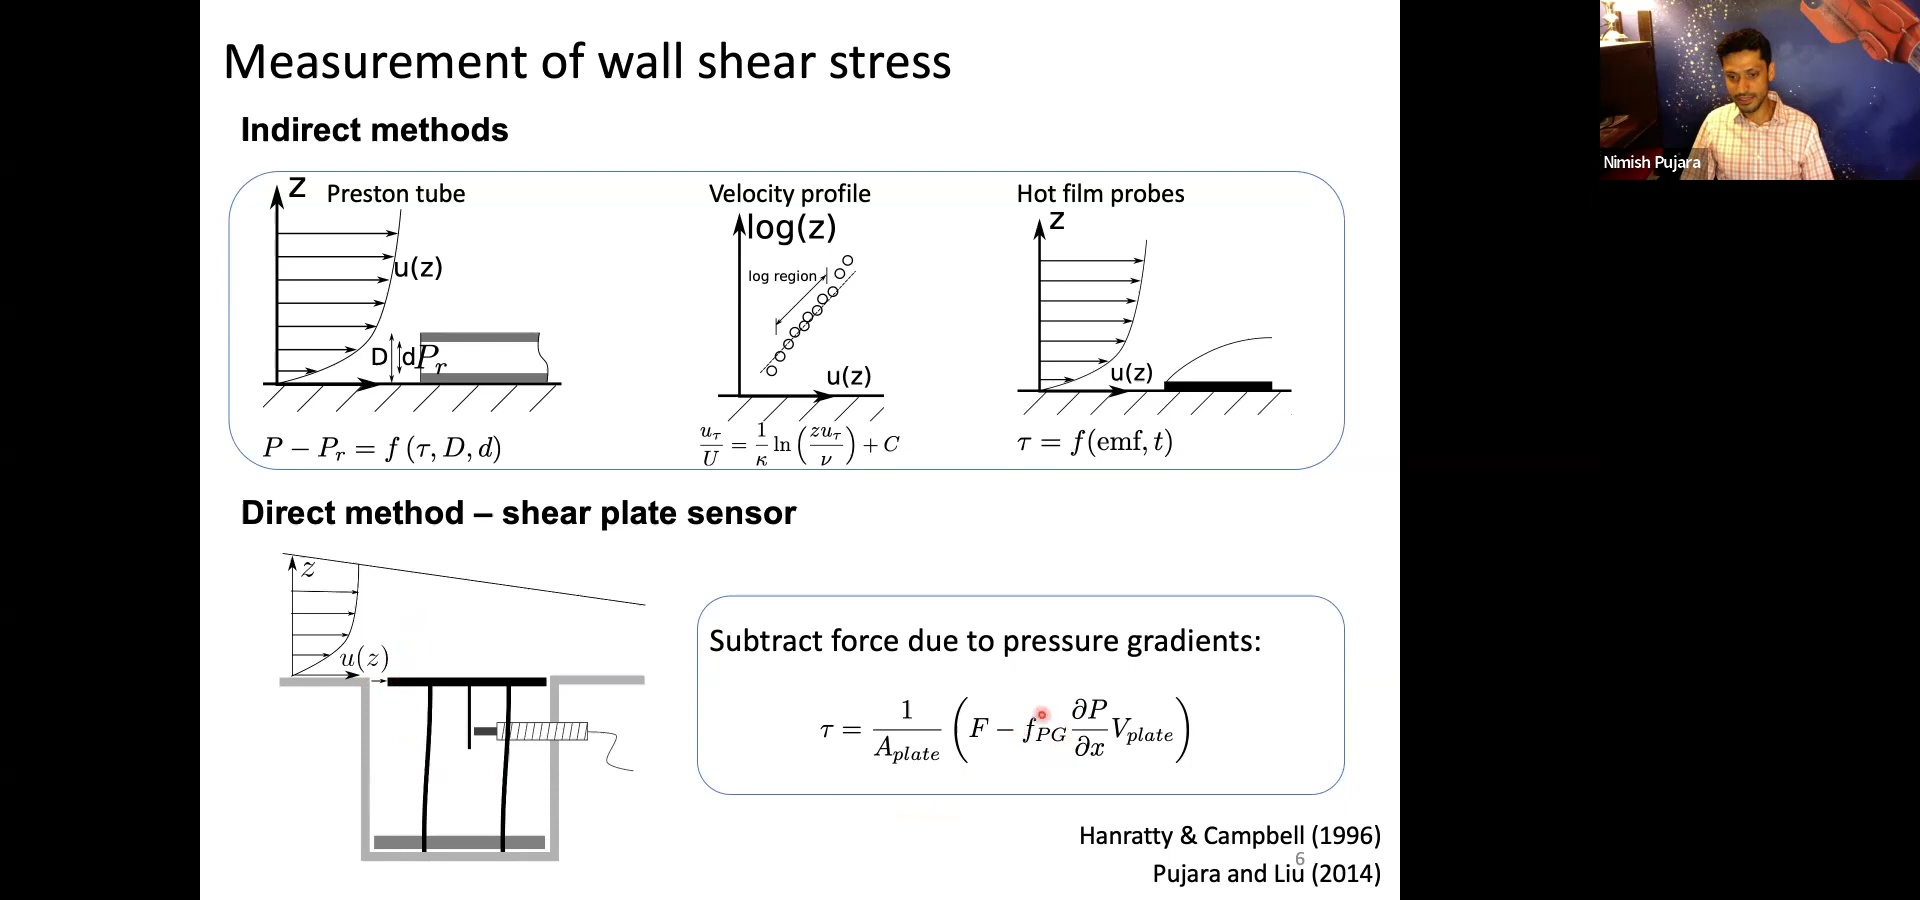 Measurement of wall shear stress
Indirect methods
Preston tube
z
u(z)
D d P_r
P − P_r = f (τ, D, d)
Velocity profile
log(z)
log region
u(z)
u_τ/U = 1/κ ln (zu_τ/ν) + C
Hot film probes
z
u(z)
τ = f(emf, t)
Direct method – shear plate sensor
z
u(z)
Subtract force due to pressure gradients:
τ = 1/A_plate (F − f_PG ∂P/∂x V_plate)
Hanratty & Campbell (1996)
6
Pujara and Liu (2014)
Nimish Pujara